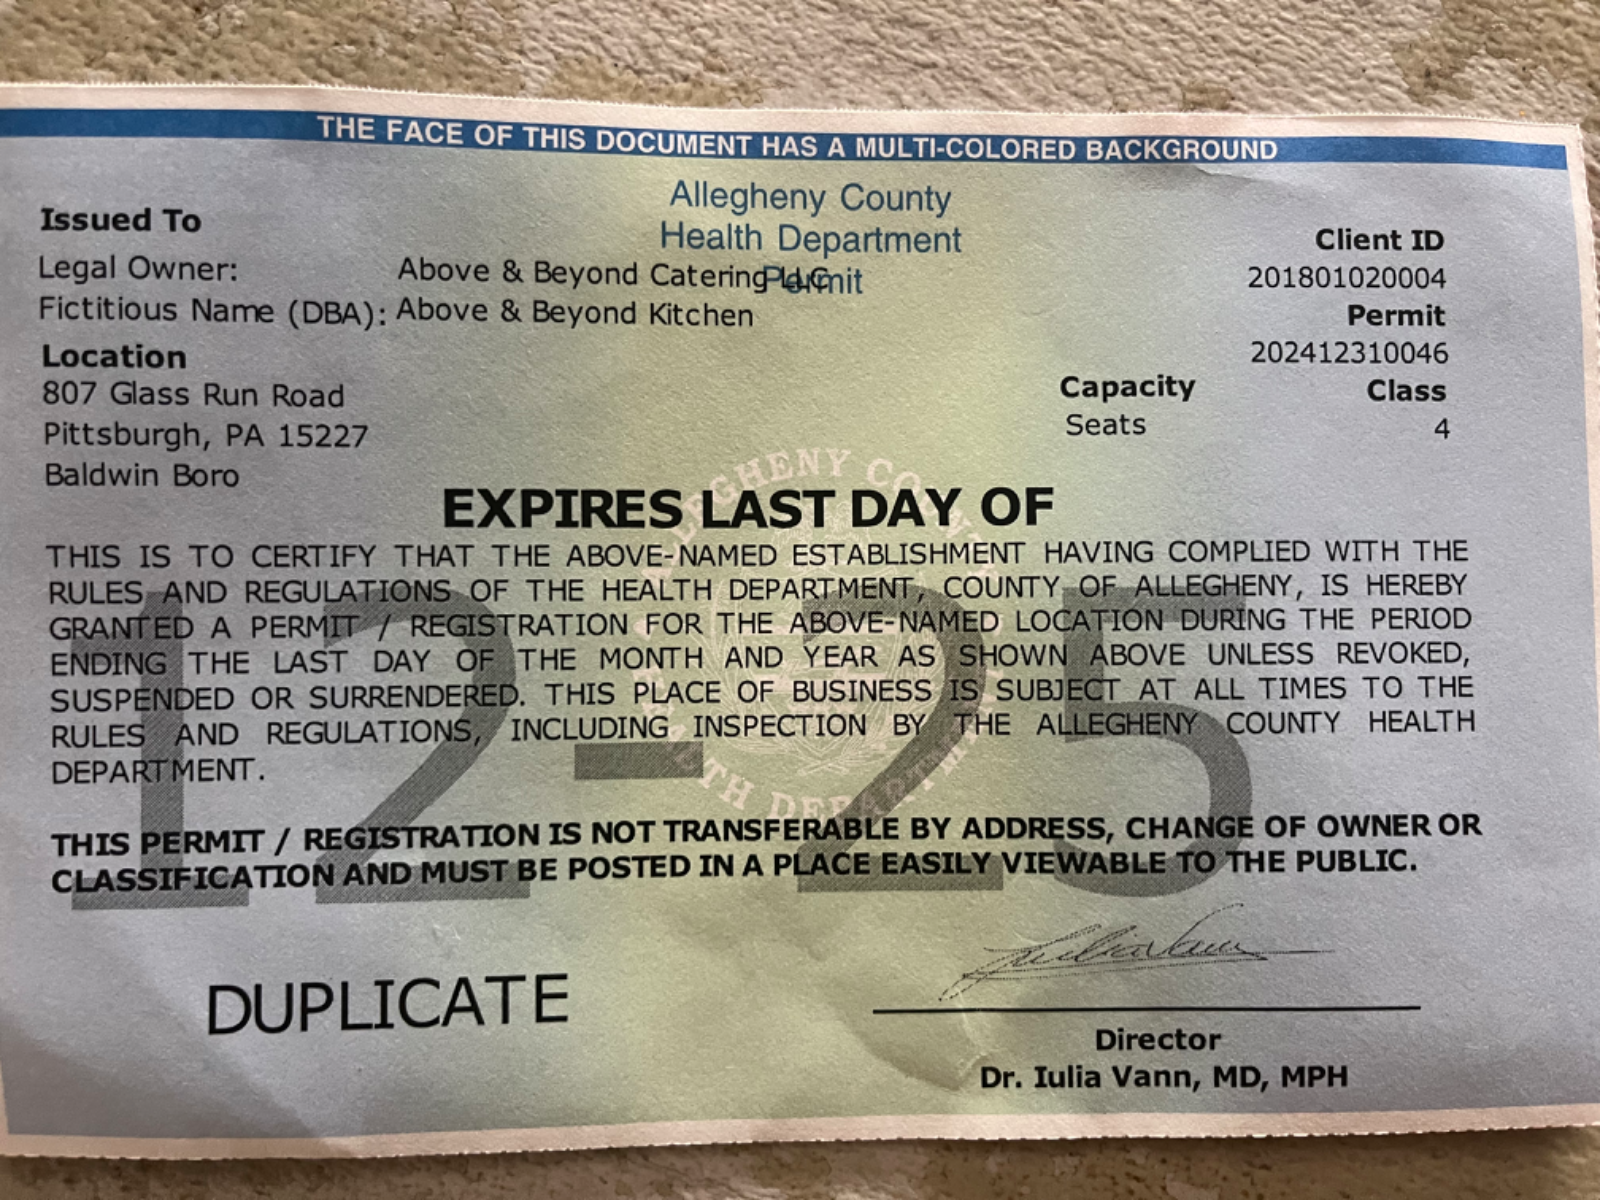 THE FACE OF THIS DOCUMENT HAS A MULTI-COLORED BACKGROUND
Allegheny County
Health Department
Permit
Issued To
Legal Owner: Above & Beyond Catering LLC
Fictitious Name (DBA): Above & Beyond Kitchen
Location
807 Glass Run Road
Pittsburgh, PA 15227
Baldwin Boro
Client ID
201801020004
Permit
202412310046
Capacity Class
Seats 4
EXPIRES LAST DAY OF
12-25
THIS IS TO CERTIFY THAT THE ABOVE-NAMED ESTABLISHMENT HAVING COMPLIED WITH THE
RULES AND REGULATIONS OF THE HEALTH DEPARTMENT, COUNTY OF ALLEGHENY, IS HEREBY
GRANTED A PERMIT / REGISTRATION FOR THE ABOVE-NAMED LOCATION DURING THE PERIOD
ENDING THE LAST DAY OF THE MONTH AND YEAR AS SHOWN ABOVE UNLESS REVOKED,
SUSPENDED OR SURRENDERED. THIS PLACE OF BUSINESS IS SUBJECT AT ALL TIMES TO THE
RULES AND REGULATIONS, INCLUDING INSPECTION BY THE ALLEGHENY COUNTY HEALTH
DEPARTMENT.
THIS PERMIT / REGISTRATION IS NOT TRANSFERABLE BY ADDRESS, CHANGE OF OWNER OR
CLASSIFICATION AND MUST BE POSTED IN A PLACE EASILY VIEWABLE TO THE PUBLIC.
ALLEGHENY COUNTY
HEALTH DEPARTMENT
DUPLICATE
Iulia Vann
Director
Dr. Iulia Vann, MD, MPH